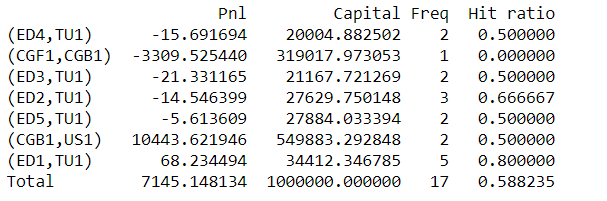 Pnl Capital Freq Hit ratio
(ED4,TU1) -15.691694 20004.882502 2 0.500000
(CGF1,CGB1) -3309.525440 319017.973053 1 0.000000
(ED3,TU1) -21.331165 21167.721269 2 0.500000
(ED2,TU1) -14.546399 27629.750148 3 0.666667
(ED5,TU1) -5.613609 27884.033394 2 0.500000
(CGB1,US1) 10443.621946 549883.292848 2 0.500000
(ED1,TU1) 68.234494 34412.346785 5 0.800000
Total 7145.148134 1000000.000000 17 0.588235